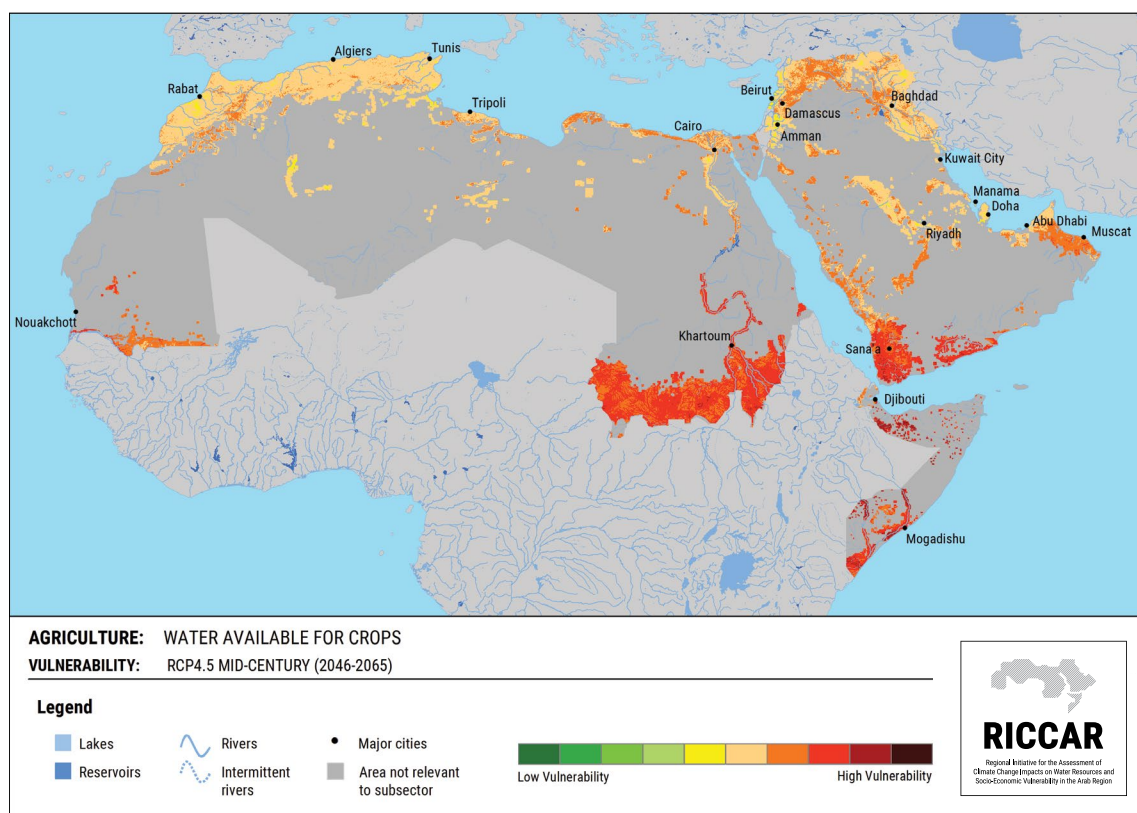 Algiers
Tunis
Rabat
Tripoli
Beirut
Baghdad
Damascus
Cairo
Amman
Kuwait City
Manama
Doha
Abu Dhabi
Riyadh
Muscat
Nouakchott
Khartoum
Sana'a
Djibouti
Mogadishu
AGRICULTURE: WATER AVAILABLE FOR CROPS
VULNERABILITY: RCP4.5 MID-CENTURY (2046-2065)
Legend
Lakes
Reservoirs
Rivers
Intermittent
rivers
Major cities
Area not relevant
to subsector
Low Vulnerability
High Vulnerability
RICCAR
Regional Initiative for the Assessment of
Climate Change Impacts on Water Resources and
Socio-Economic Vulnerability in the Arab Region